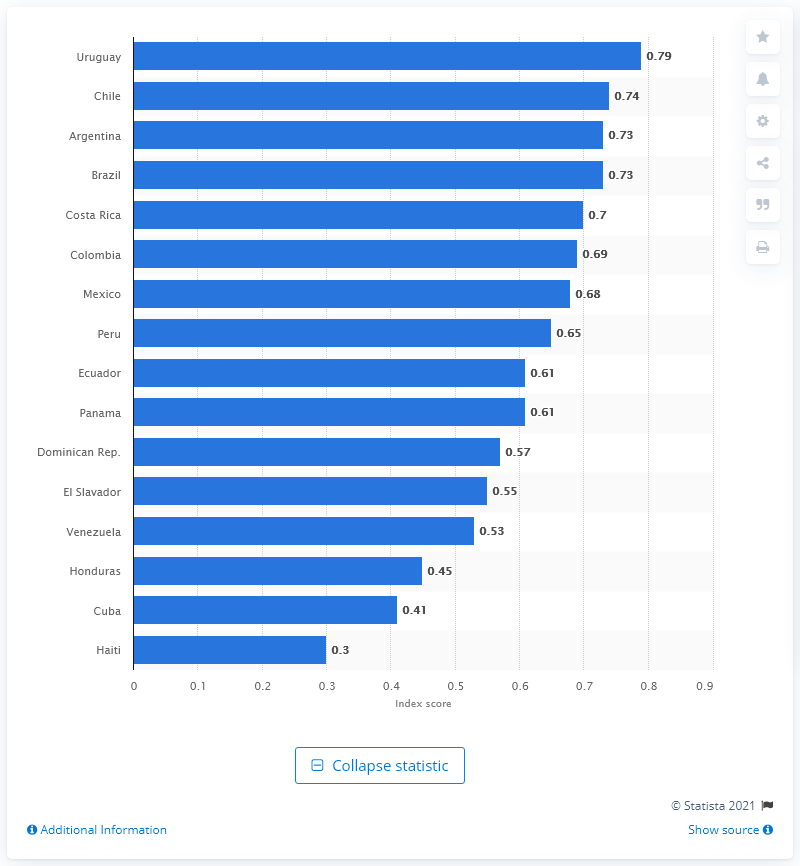 Uruguay 0.79
Chile 0.74
Argentina 0.73
Brazil 0.73
Costa Rica 0.7
Colombia 0.69
Mexico 0.68
Peru 0.65
Ecuador 0.61
Panama 0.61
Dominican Rep. 0.57
El Slavador 0.55
Venezuela 0.53
Honduras 0.45
Cuba 0.41
Haiti 0.3
0 0.1 0.2 0.3 0.4 0.5 0.6 0.7 0.8 0.9
Index score
Collapse statistic
© Statista 2021
Additional Information Show source